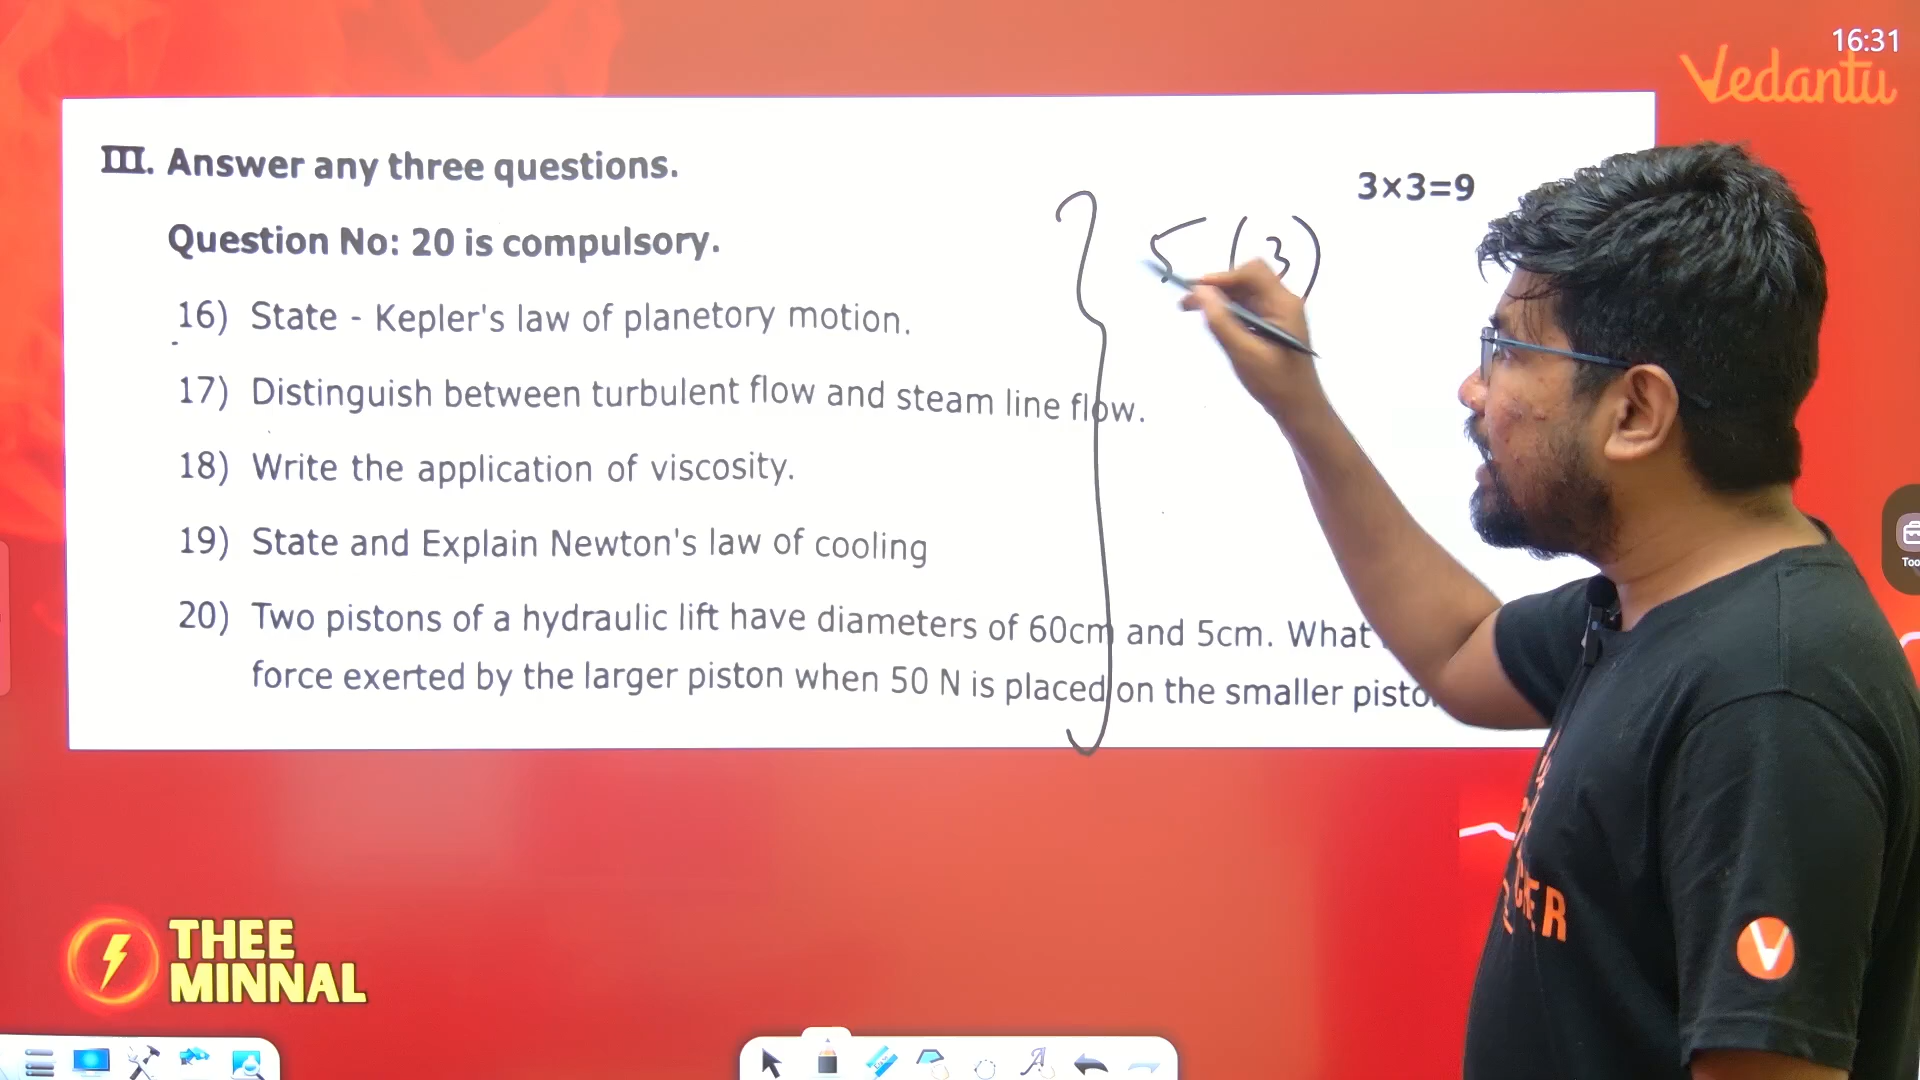 16:31
Vedantu
III. Answer any three questions.
3×3=9
Question No: 20 is compulsory.
5 (3)
16) State - Kepler's law of planetory motion.
17) Distinguish between turbulent flow and steam line flow.
18) Write the application of viscosity.
19) State and Explain Newton's law of cooling
20) Two pistons of a hydraulic lift have diameters of 60cm and 5cm. What
force exerted by the larger piston when 50 N is placed on the smaller
THEE
MINNAL